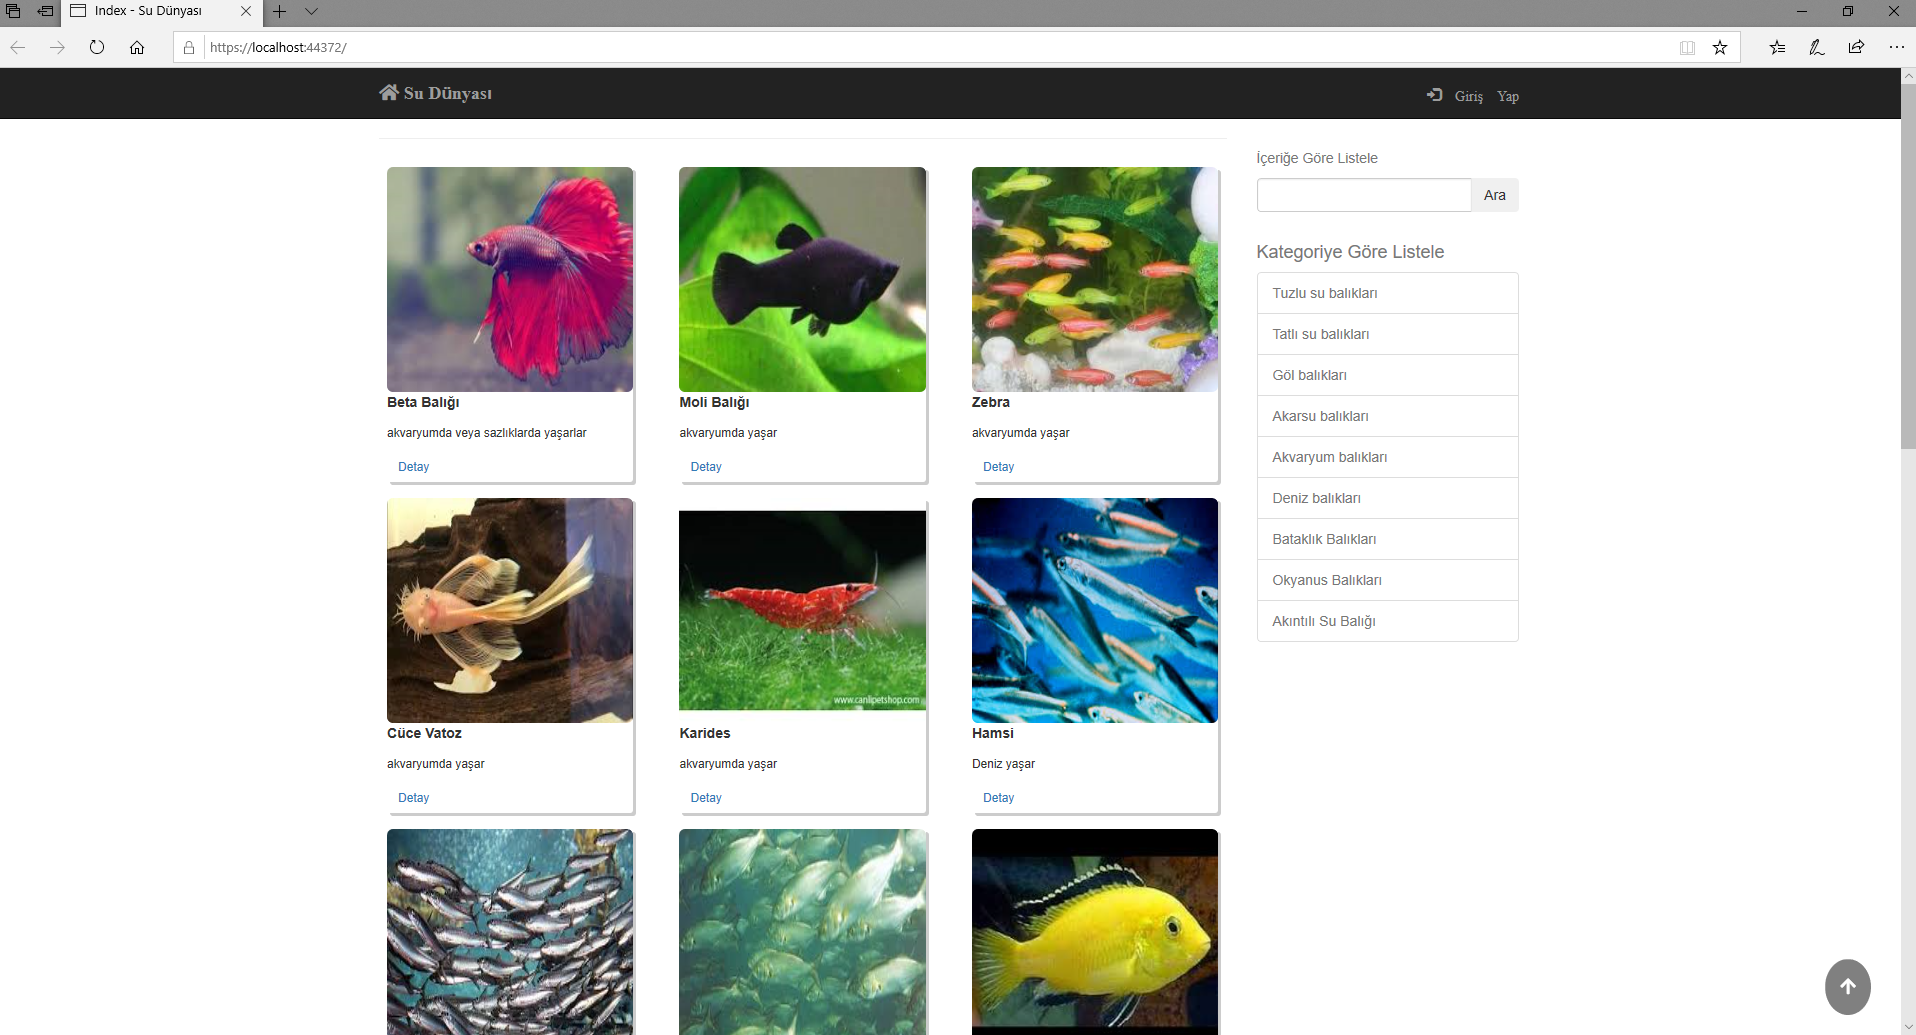 Index - Su Dünyası
https://localhost:44372/
Su Dünyası
Giriş Yap
Beta Balığı
akvaryumda veya sazlıklarda yaşarlar
Detay
Moli Balığı
akvaryumda yaşar
Detay
Zebra
akvaryumda yaşar
Detay
Cüce Vatoz
akvaryumda yaşar
Detay
www.canlipetshop.com
Karides
akvaryumda yaşar
Detay
Hamsi
Deniz yaşar
Detay
İçeriğe Göre Listele
Ara
Kategoriye Göre Listele
Tuzlu su balıkları
Tatlı su balıkları
Göl balıkları
Akarsu balıkları
Akvaryum balıkları
Deniz balıkları
Bataklık Balıkları
Okyanus Balıkları
Akıntılı Su Balığı